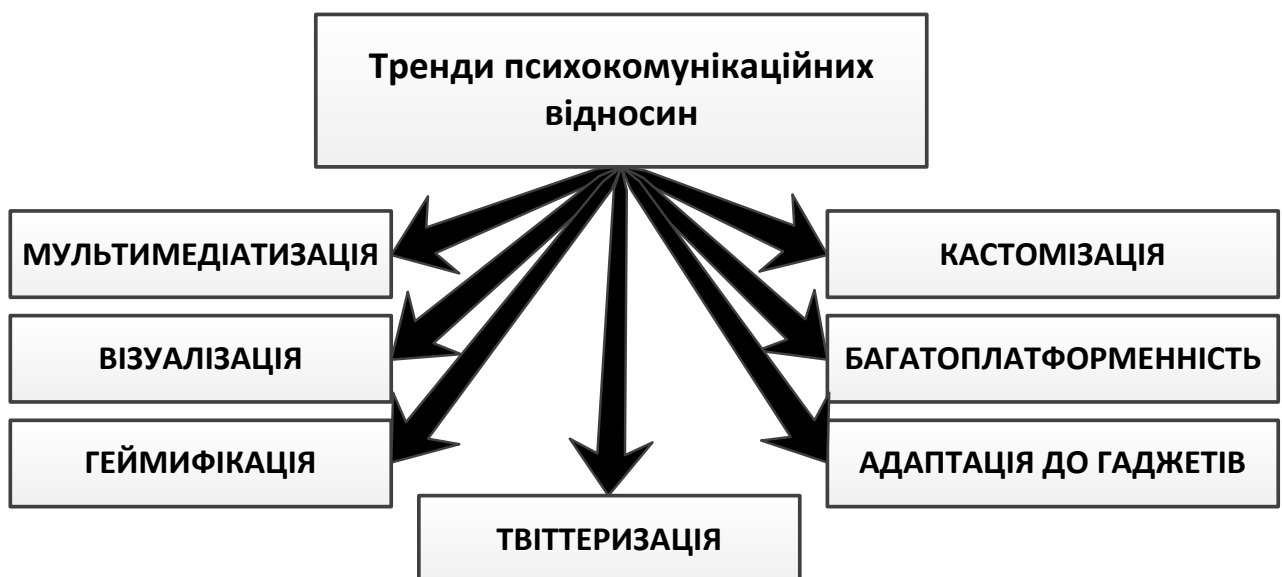 Тренди психокомунікаційних
відносин
МУЛЬТИМЕДІАТИЗАЦІЯ
ВІЗУАЛІЗАЦІЯ
ГЕЙМИФІКАЦІЯ
ТВІТТЕРИЗАЦІЯ
КАСТОМІЗАЦІЯ
БАГАТОПЛАТФОРМЕННІСТЬ
АДАПТАЦІЯ ДО ГАДЖЕТІВ